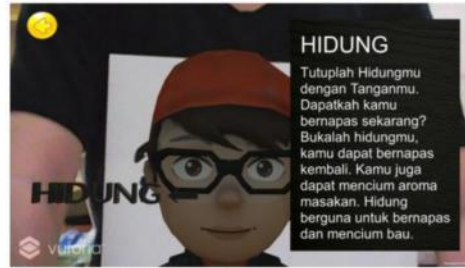 HIDUNG
Tutuplah Hidungmu
dengan Tanganmu.
Dapatkah kamu
bernapas sekarang?
Bukalah hidungmu,
kamu dapat bernapas
kembali. Kamu juga
dapat mencium aroma
masakan. Hidung
berguna untuk bernapas
dan mencium bau.
HIDUNG
vuforia